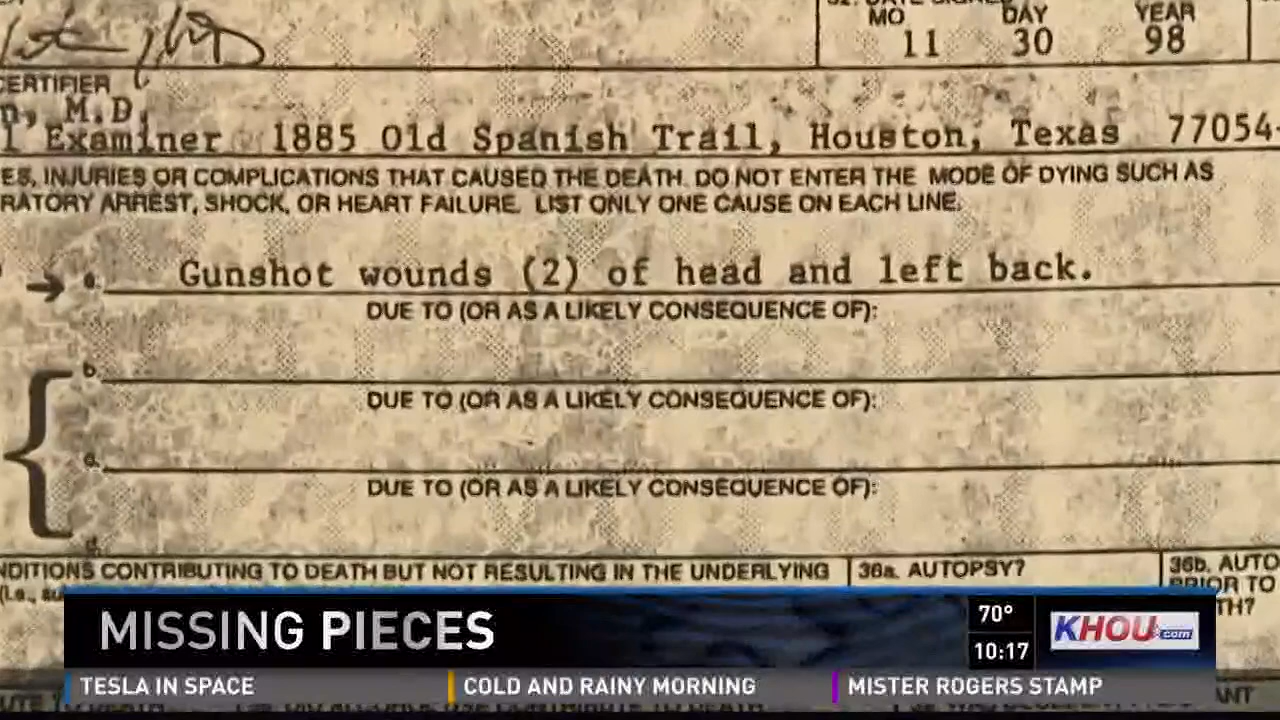 MO DAY YEAR
11 30 98
CERTIFIER
n, M.D.
l Examiner 1885 Old Spanish Trail, Houston, Texas 77054
ES, INJURIES OR COMPLICATIONS THAT CAUSED THE DEATH. DO NOT ENTER THE MODE OF DYING SUCH AS
RATORY ARREST, SHOCK, OR HEART FAILURE. LIST ONLY ONE CAUSE ON EACH LINE.
a. Gunshot wounds (2) of head and left back.
DUE TO (OR AS A LIKELY CONSEQUENCE OF):
b.
DUE TO (OR AS A LIKELY CONSEQUENCE OF):
c.
DUE TO (OR AS A LIKELY CONSEQUENCE OF):
d.
NDITIONS CONTRIBUTING TO DEATH BUT NOT RESULTING IN THE UNDERLYING
36a. AUTOPSY?
36b. AUTO
PRIOR TO
TH?
MISSING PIECES
70°
10:17
KHOU.com
TESLA IN SPACE
COLD AND RAINY MORNING
MISTER ROGERS STAMP